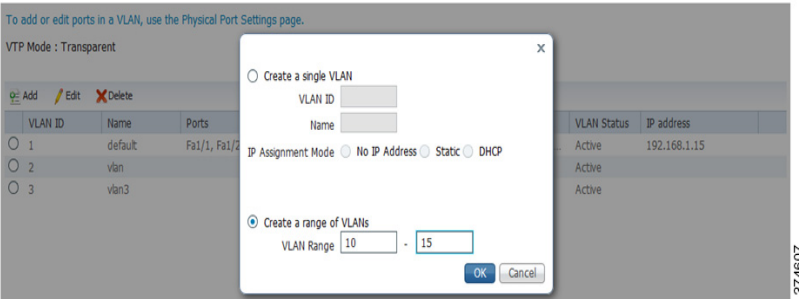 To add or edit ports in a VLAN, use the Physical Port Settings page.
VTP Mode : Transparent
x
Create a single VLAN
VLAN ID
Name
IP Assignment Mode No IP Address Static DHCP
Create a range of VLANs
VLAN Range 10 - 15
OK Cancel
Add Edit Delete
VLAN ID Name Ports VLAN Status IP address
1 default Fa1/1, Fa1/2 ... Active 192.168.1.15
2 vlan Active
3 vlan3 Active
374697